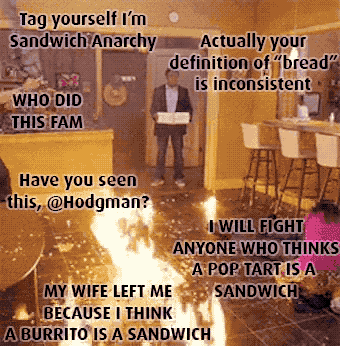 Tag yourself I'm
Sandwich Anarchy
Actually your
definition of "bread"
is inconsistent
WHO DID
THIS FAM
Have you seen
this, @Hodgman?
I WILL FIGHT
ANYONE WHO THINKS
A POP TART IS A
SANDWICH
MY WIFE LEFT ME
BECAUSE I THINK
A BURRITO IS A SANDWICH